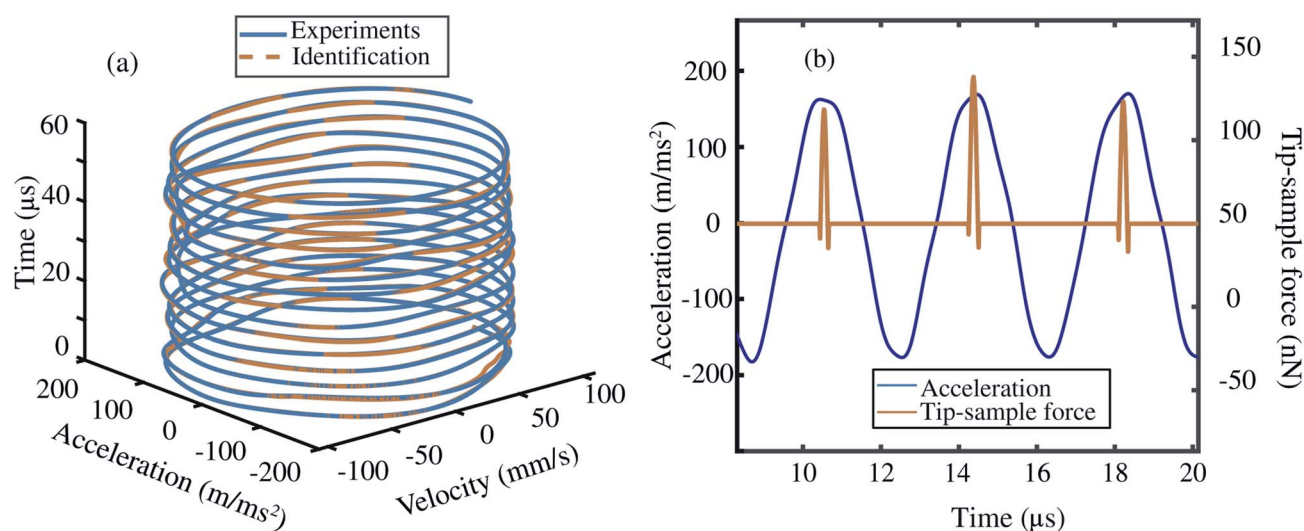 Experiments
Identification
(a)
Time (μs)
60
40
20
0
200
100
0
-100
-200
Acceleration (m/ms2)
-100
-50
0
50
100
Velocity (mm/s)
(b)
Acceleration (m/ms2)
200
150
100
0
-100
-200
150
100
50
0
-50
Tip-sample force (nN)
Acceleration
Tip-sample force
10
12
14
16
18
20
Time (μs)